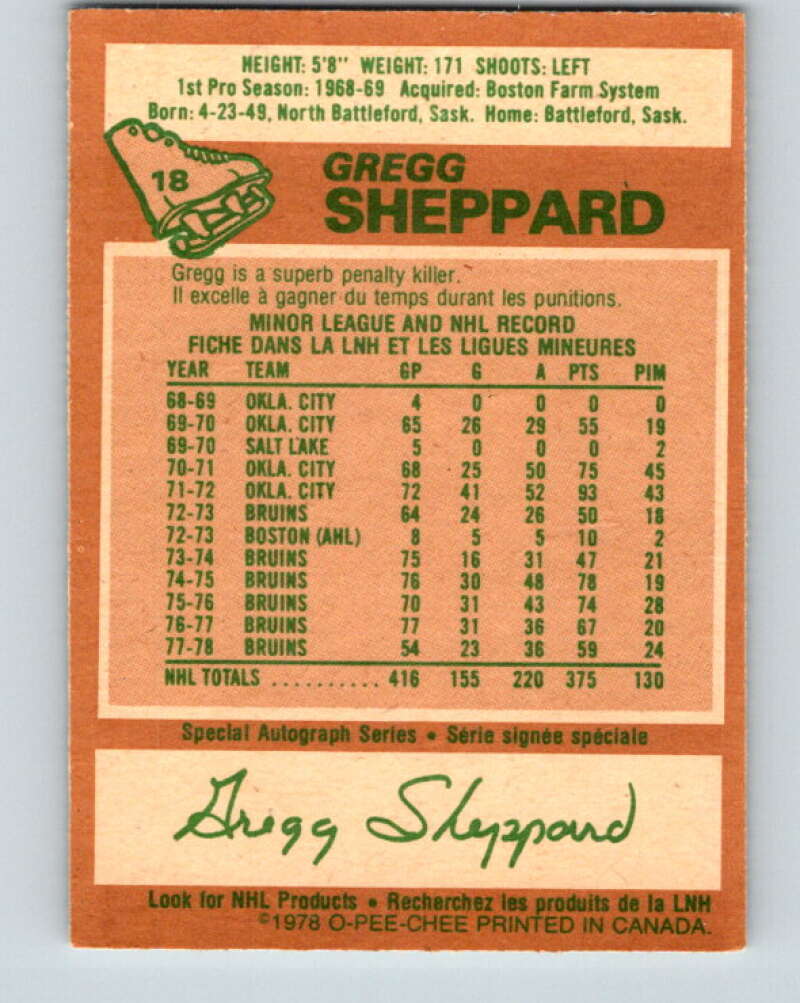 HEIGHT: 5'8" WEIGHT: 171 SHOOTS: LEFT
1st Pro Season: 1968-69 Acquired: Boston Farm System
Born: 4-23-49, North Battleford, Sask. Home: Battleford, Sask.
18
GREGG
SHEPPARD
Gregg is a superb penalty killer.
Il excelle à gagner du temps durant les punitions.
MINOR LEAGUE AND NHL RECORD
FICHE DANS LA LNH ET LES LIGUES MINEURES
YEAR TEAM GP G A PTS PIM
68-69 OKLA. CITY 4 0 0 0 0
69-70 OKLA. CITY 65 26 29 55 19
69-70 SALT LAKE 5 0 0 0 2
70-71 OKLA. CITY 68 25 50 75 45
71-72 OKLA. CITY 72 41 52 93 43
72-73 BRUINS 64 24 26 50 18
72-73 BOSTON (AHL) 8 5 5 10 2
73-74 BRUINS 75 16 31 47 21
74-75 BRUINS 76 30 48 78 19
75-76 BRUINS 70 31 43 74 28
76-77 BRUINS 77 31 36 67 20
77-78 BRUINS 54 23 36 59 24
NHL TOTALS .......... 416 155 220 375 130
Special Autograph Series • Série signée spéciale
Gregg Sheppard
Look for NHL Products • Recherchez les produits de la LNH
©1978 O-PEE-CHEE PRINTED IN CANADA.